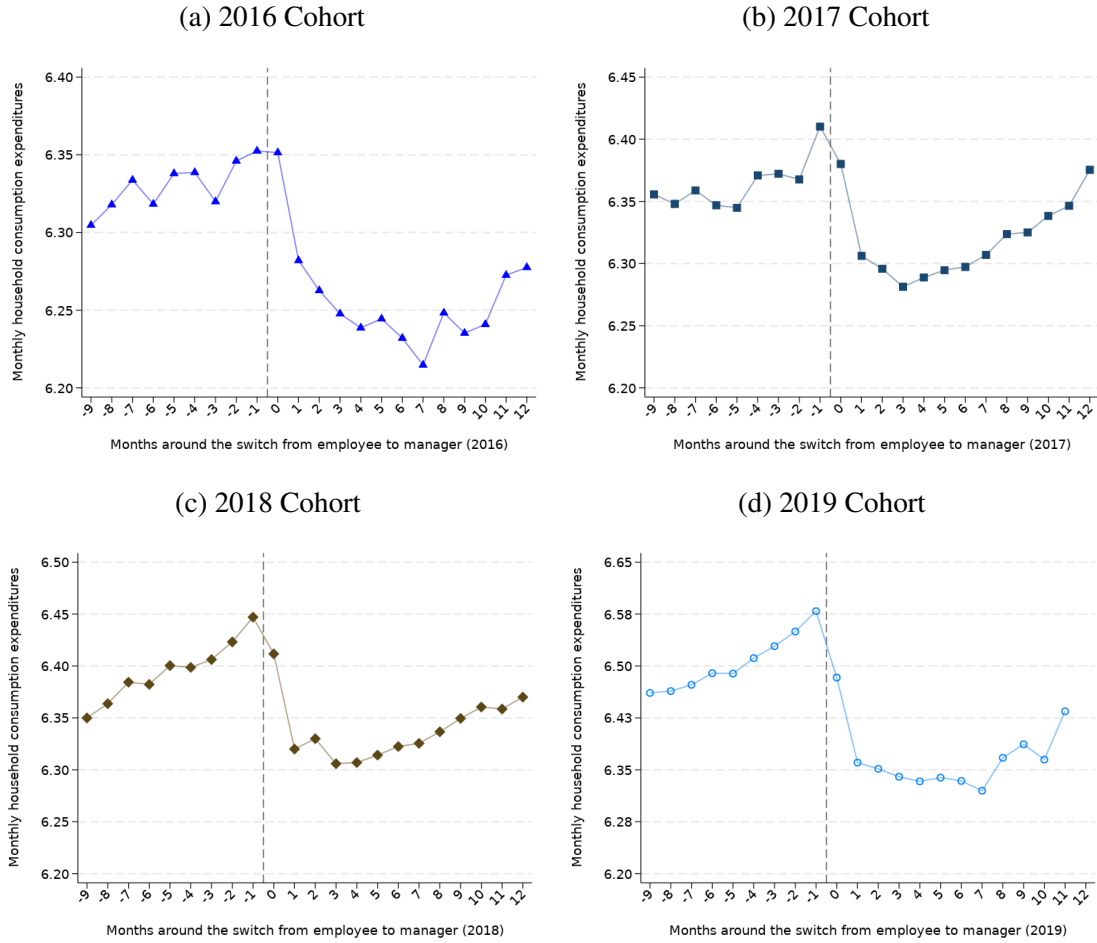 (a) 2016 Cohort
Monthly household consumption expenditures
6.40
6.35
6.30
6.25
6.20
-9 -8 -7 -6 -5 -4 -3 -2 -1 0 1 2 3 4 5 6 7 8 9 10 11 12
Months around the switch from employee to manager (2016)
(b) 2017 Cohort
Monthly household consumption expenditures
6.45
6.40
6.35
6.30
6.25
6.20
-9 -8 -7 -6 -5 -4 -3 -2 -1 0 1 2 3 4 5 6 7 8 9 10 11 12
Months around the switch from employee to manager (2017)
(c) 2018 Cohort
Monthly household consumption expenditures
6.50
6.45
6.40
6.35
6.30
6.25
6.20
-9 -8 -7 -6 -5 -4 -3 -2 -1 0 1 2 3 4 5 6 7 8 9 10 11 12
Months around the switch from employee to manager (2018)
(d) 2019 Cohort
Monthly household consumption expenditures
6.65
6.58
6.50
6.43
6.35
6.28
6.20
-9 -8 -7 -6 -5 -4 -3 -2 -1 0 1 2 3 4 5 6 7 8 9 10 11 12
Months around the switch from employee to manager (2019)